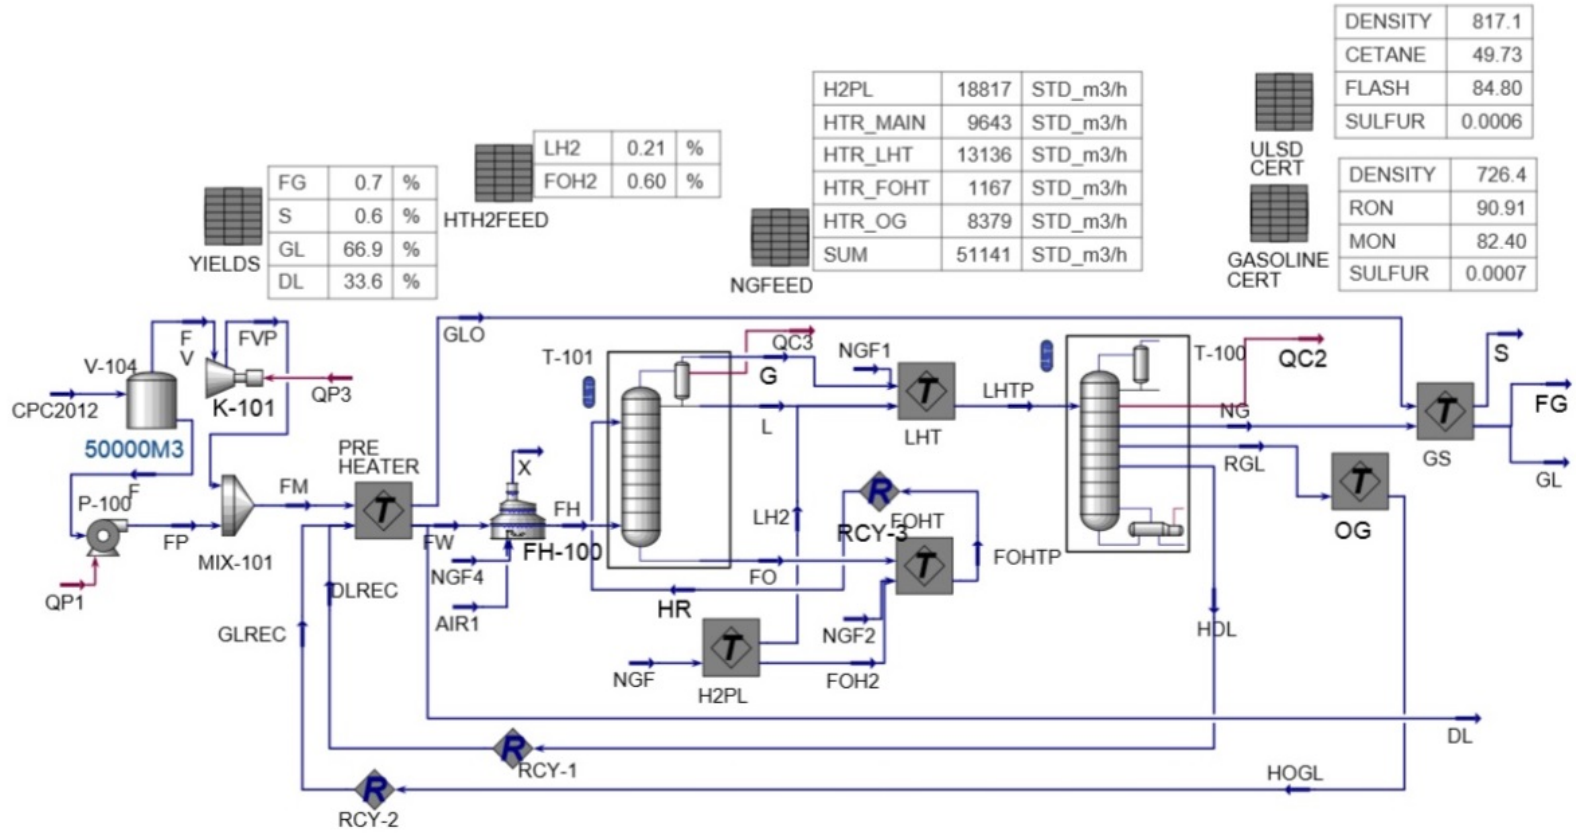 DENSITY 817.1
CETANE 49.73
FLASH 84.80
SULFUR 0.0006
ULSD
CERT
DENSITY 726.4
RON 90.91
MON 82.40
SULFUR 0.0007
GASOLINE
CERT
H2PL 18817 STD_m3/h
HTR_MAIN 9643 STD_m3/h
HTR_LHT 13136 STD_m3/h
HTR_FOHT 1167 STD_m3/h
HTR_OG 8379 STD_m3/h
SUM 51141 STD_m3/h
NGFEED
LH2 0.21 %
FOH2 0.60 %
HTH2FEED
FG 0.7 %
S 0.6 %
GL 66.9 %
DL 33.6 %
YIELDS
GLO
F
V
FVP
V-104
K-101
QP3
CPC2012
50000M3
F
P-100
FP
QP1
FM
MIX-101
PRE
HEATER
FW
X
FH
FH-100
NGF4
AIR1
DLREC
GLREC
T-101
QC3
G
L
NGF1
LHT
LHTP
LH2
RCY-3
FOHT
FO
FOHTP
HR
NGF2
NGF
H2PL
FOH2
T-100
QC2
NG
RGL
S
FG
GS
GL
OG
HDL
DL
RCY-1
HOGL
RCY-2
T
T
T
T
T
T
R
R
R